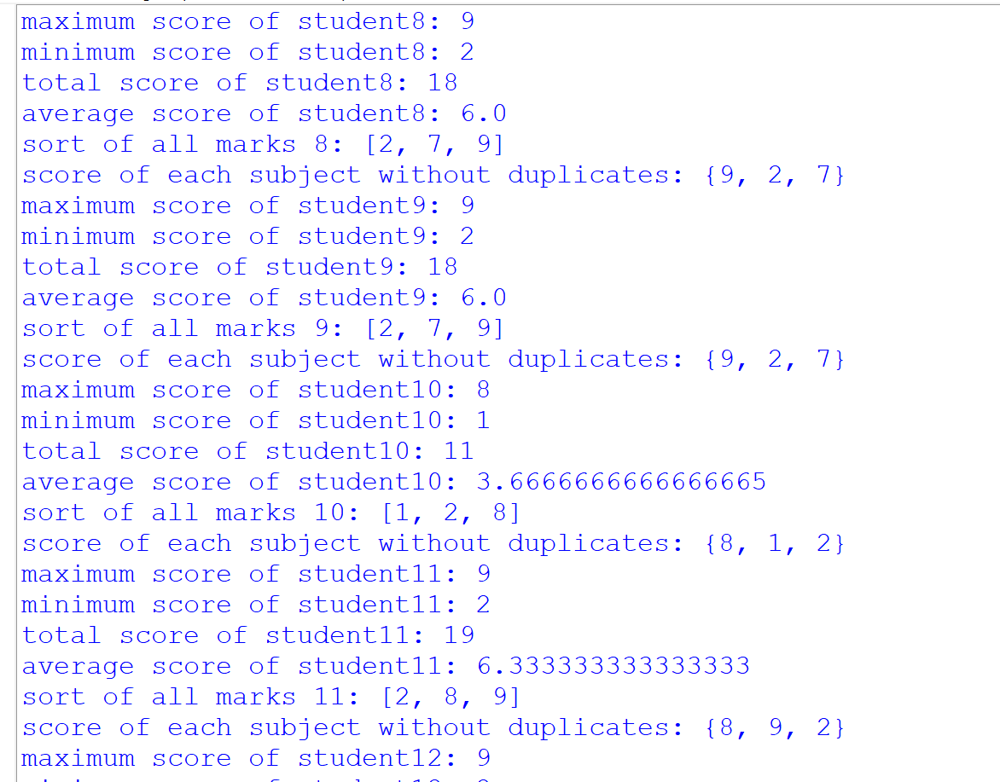 maximum score of student8: 9
minimum score of student8: 2
total score of student8: 18
average score of student8: 6.0
sort of all marks 8: [2, 7, 9]
score of each subject without duplicates: {9, 2, 7}
maximum score of student9: 9
minimum score of student9: 2
total score of student9: 18
average score of student9: 6.0
sort of all marks 9: [2, 7, 9]
score of each subject without duplicates: {9, 2, 7}
maximum score of student10: 8
minimum score of student10: 1
total score of student10: 11
average score of student10: 3.6666666666666665
sort of all marks 10: [1, 2, 8]
score of each subject without duplicates: {8, 1, 2}
maximum score of student11: 9
minimum score of student11: 2
total score of student11: 19
average score of student11: 6.333333333333333
sort of all marks 11: [2, 8, 9]
score of each subject without duplicates: {8, 9, 2}
maximum score of student12: 9